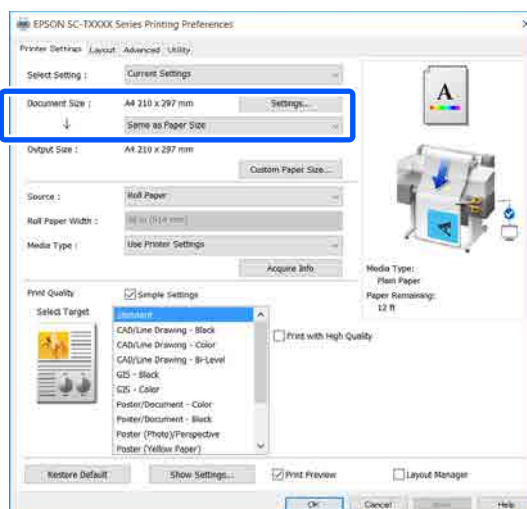 EPSON SC-TXXXX Series Printing Preferences
Printer Settings Layout Advanced Utility
Select Setting : Current Settings
Document Size : A4 210 x 297 mm Settings...
Same as Paper Size
Output Size : A4 210 x 297 mm
Custom Paper Size...
Source : Roll Paper
Roll Paper Width :
Media Type : Use Printer Settings
Acquire Info
Media Type:
Plain Paper
Paper Remaining:
12 ft
Print Quality Simple Settings
Select Target
Standard
CAD/Line Drawing - Black
CAD/Line Drawing - Color
CAD/Line Drawing - Bi-Level
GIS - Black
GIS - Color
Poster/Document - Color
Poster/Document - Black
Poster (Photo)/Perspective
Poster (Yellow Paper)
Print with High Quality
Restore Default Show Settings... Print Preview Layout Manager
OK Cancel Help
A
A